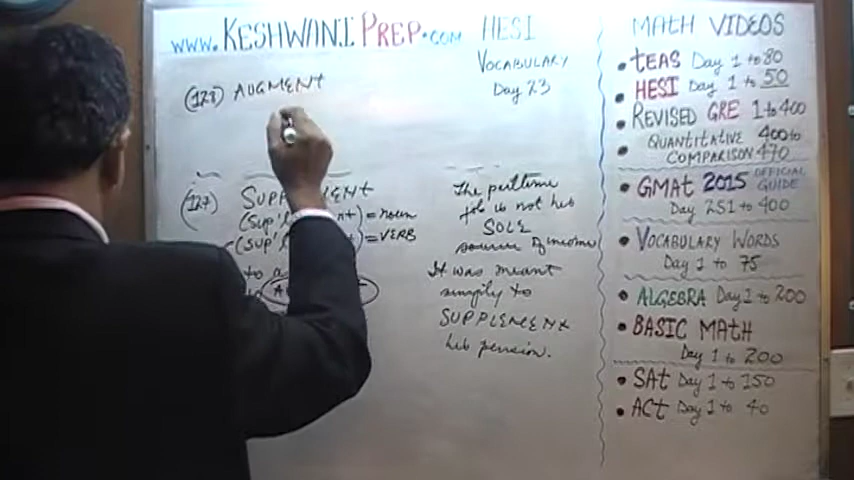 www.KESHWANIPREP.com
HESI
VOCABULARY
Day 23
(128) AUGMENT
(127)
(sup'l nt) = noun
(sup'l t) = VERB
to a
The parttime
job is not her
SOLE
source of income
It was meant
simply to
SUPPLEMENT
her pension.
MATH VIDEOS
• TEAS Day 1 to 80
• HESI Day 1 to 50
• REVISED GRE 1 to 400
• QUANTITATIVE 400 to
COMPARISON 470
• GMAT 2015 OFFICIAL GUIDE
Day 251 to 400
• VOCABULARY WORDS
Day 1 to 75
• ALGEBRA Day 1 to 200
• BASIC MATH
Day 1 to 200
• SAT Day 1 to 150
• ACT Day 1 to 40